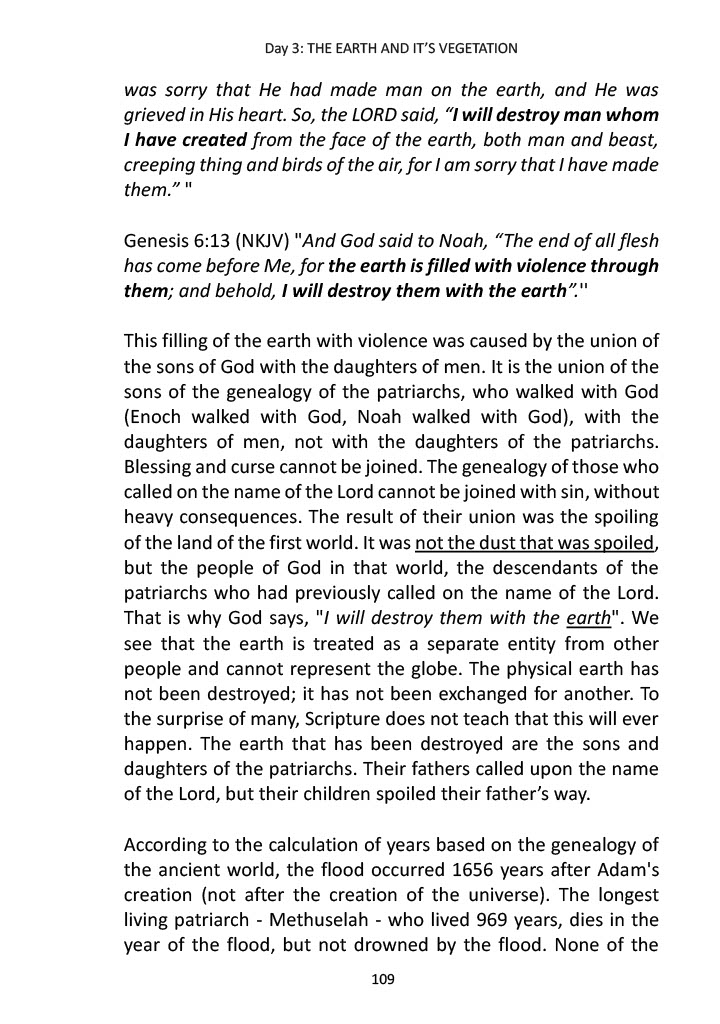 Day 3: THE EARTH AND IT'S VEGETATION
was sorry that He had made man on the earth, and He was
grieved in His heart. So, the LORD said, “I will destroy man whom
I have created from the face of the earth, both man and beast,
creeping thing and birds of the air, for I am sorry that I have made
them.” "
Genesis 6:13 (NKJV) "And God said to Noah, “The end of all flesh
has come before Me, for the earth is filled with violence through
them; and behold, I will destroy them with the earth”.''
This filling of the earth with violence was caused by the union of
the sons of God with the daughters of men. It is the union of the
sons of the genealogy of the patriarchs, who walked with God
(Enoch walked with God, Noah walked with God), with the
daughters of men, not with the daughters of the patriarchs.
Blessing and curse cannot be joined. The genealogy of those who
called on the name of the Lord cannot be joined with sin, without
heavy consequences. The result of their union was the spoiling
of the land of the first world. It was not the dust that was spoiled,
but the people of God in that world, the descendants of the
patriarchs who had previously called on the name of the Lord.
That is why God says, "I will destroy them with the earth". We
see that the earth is treated as a separate entity from other
people and cannot represent the globe. The physical earth has
not been destroyed; it has not been exchanged for another. To
the surprise of many, Scripture does not teach that this will ever
happen. The earth that has been destroyed are the sons and
daughters of the patriarchs. Their fathers called upon the name
of the Lord, but their children spoiled their father’s way.
According to the calculation of years based on the genealogy of
the ancient world, the flood occurred 1656 years after Adam's
creation (not after the creation of the universe). The longest
living patriarch - Methuselah - who lived 969 years, dies in the
year of the flood, but not drowned by the flood. None of the
109